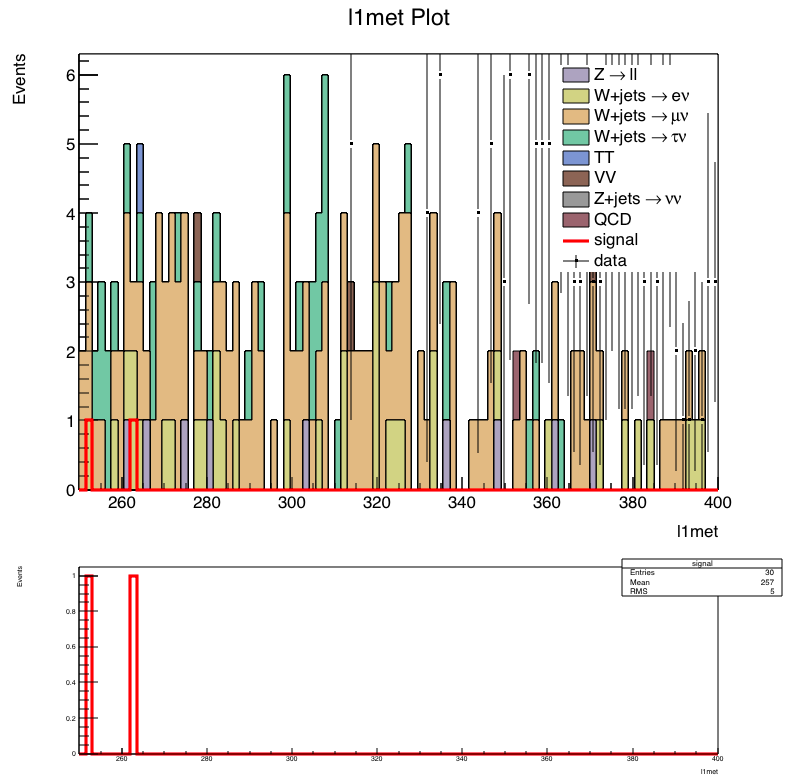 l1met Plot
Events
6
5
4
3
2
1
0
Z → ll
W+jets → eν
W+jets → μν
W+jets → τν
TT
VV
Z+jets → νν
QCD
signal
data
260 280 300 320 340 360 380 400
l1met
Events
signal
Entries 30
Mean 257
RMS 5
1
0.8
0.6
0.4
0.2
0
260 280 300 320 340 360 380 400
l1met